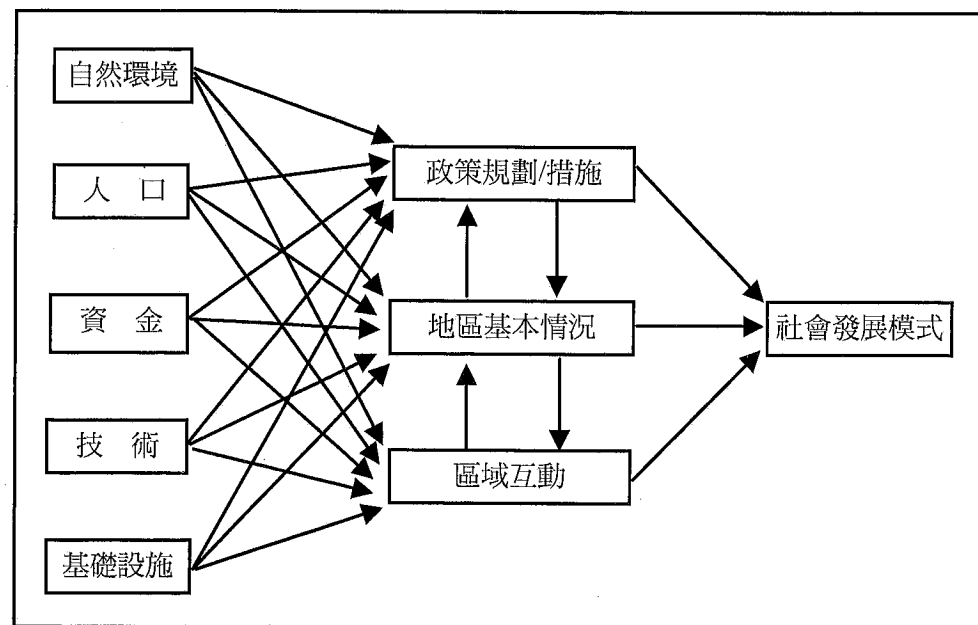 自然環境
人 口
資 金
技 術
基礎設施
政策規劃/措施
地區基本情況
區域互動
社會發展模式